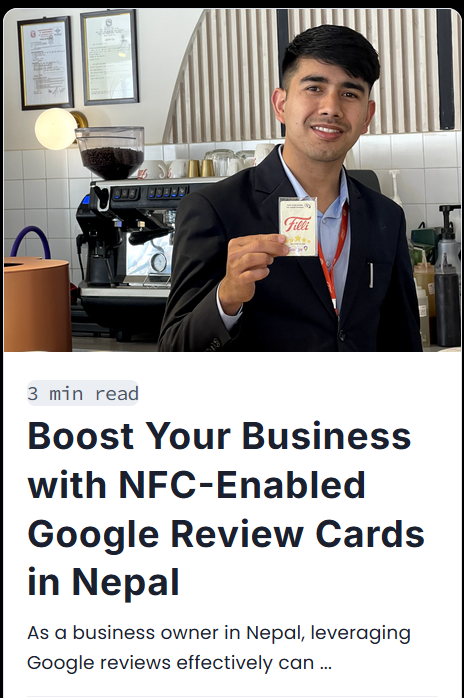 Filli
3 min read
Boost Your Business
with NFC-Enabled
Google Review Cards
in Nepal
As a business owner in Nepal, leveraging
Google reviews effectively can ...